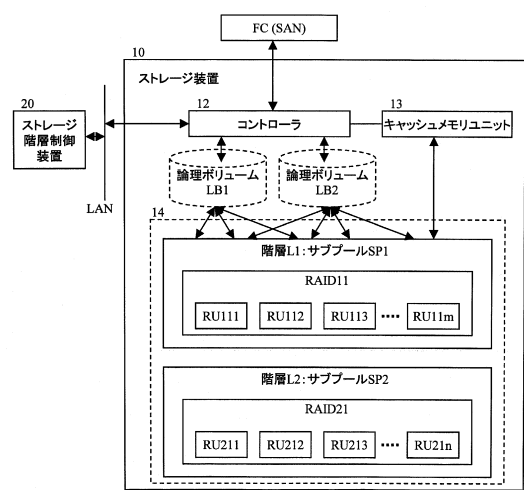 FC (SAN)
10
ストレージ装置
20
ストレージ
階層制御
装置
12
コントローラ
13
キャッシュメモリユニット
LAN
論理ボリューム
LB1
論理ボリューム
LB2
14
階層L1:サブプールSP1
RAID11
RU111 RU112 RU113 ···· RU11m
階層L2:サブプールSP2
RAID21
RU211 RU212 RU213 ···· RU21n